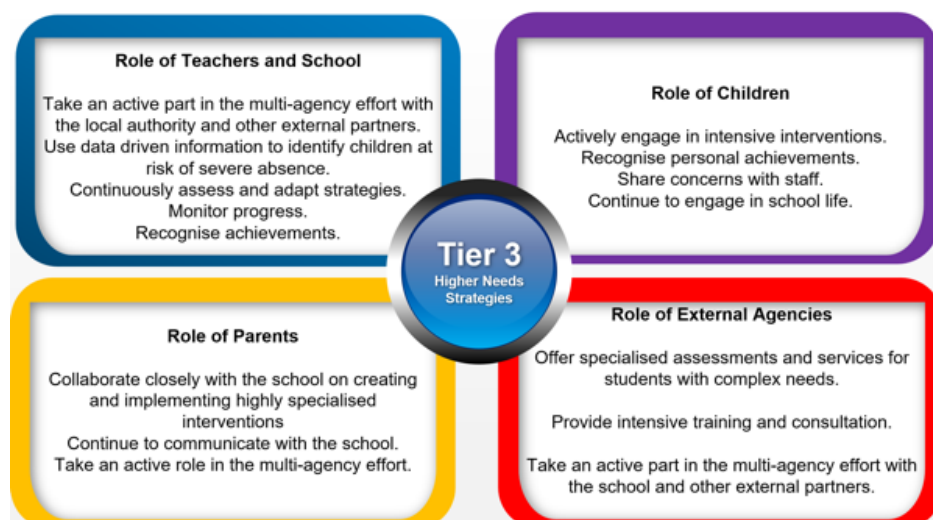 Role of Teachers and School
Take an active part in the multi-agency effort with
the local authority and other external partners.
Use data driven information to identify children at
risk of severe absence.
Continuously assess and adapt strategies.
Monitor progress.
Recognise achievements.
Role of Children
Actively engage in intensive interventions.
Recognise personal achievements.
Share concerns with staff.
Continue to engage in school life.
Tier 3
Higher Needs
Strategies
Role of Parents
Collaborate closely with the school on creating
and implementing highly specialised
interventions
Continue to communicate with the school.
Take an active role in the multi-agency effort.
Role of External Agencies
Offer specialised assessments and services for
students with complex needs.
Provide intensive training and consultation.
Take an active part in the multi-agency effort with
the school and other external partners.